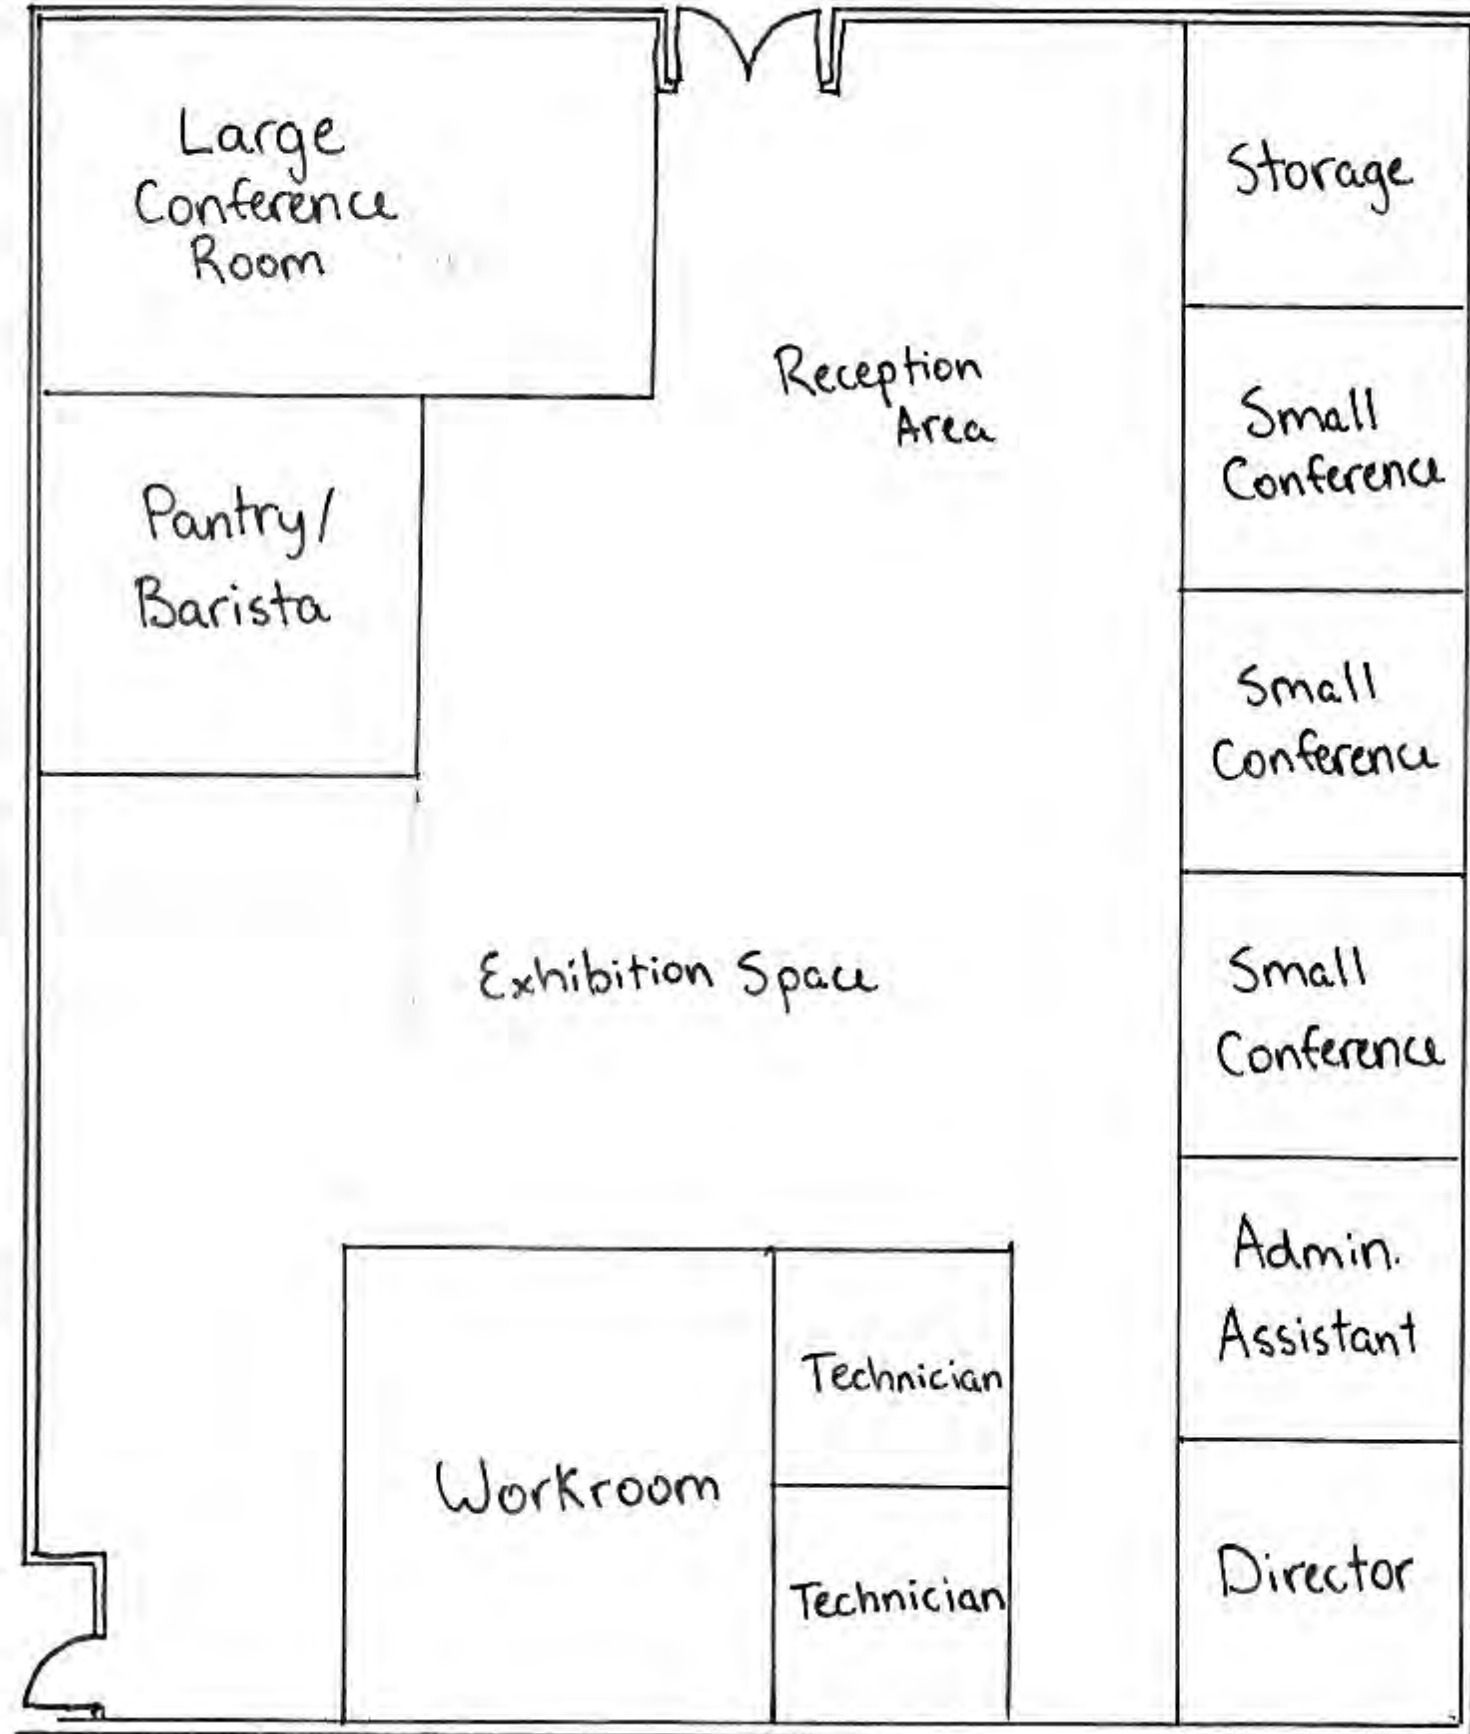 Large
Conference
Room
Storage
Reception
Area
Small
Conference
Pantry/
Barista
Small
Conference
Exhibition Space
Small
Conference
Admin.
Assistant
Technician
Workroom
Technician
Director